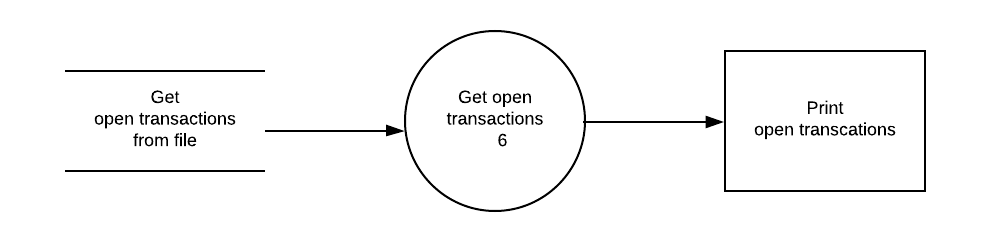 Get
open transactions
from file
Get open
transactions
6
Print
open transcations